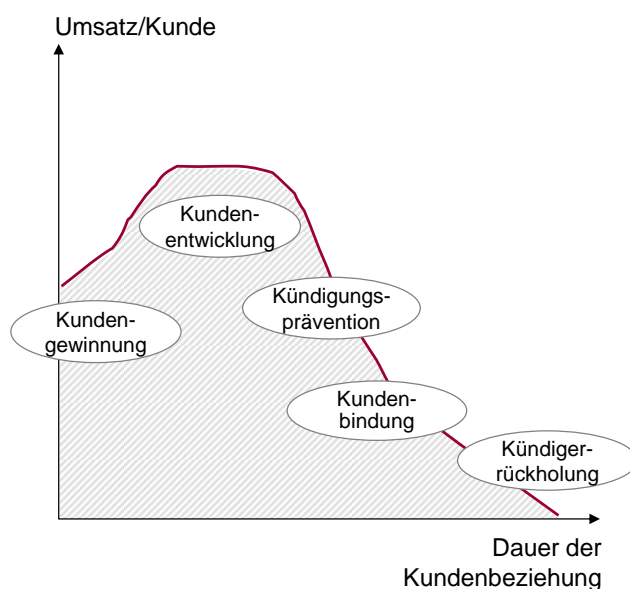 Umsatz/Kunde
Kunden-
entwicklung
Kündigungs-
prävention
Kunden-
gewinnung
Kunden-
bindung
Kündiger-
rückholung
Dauer der
Kundenbeziehung